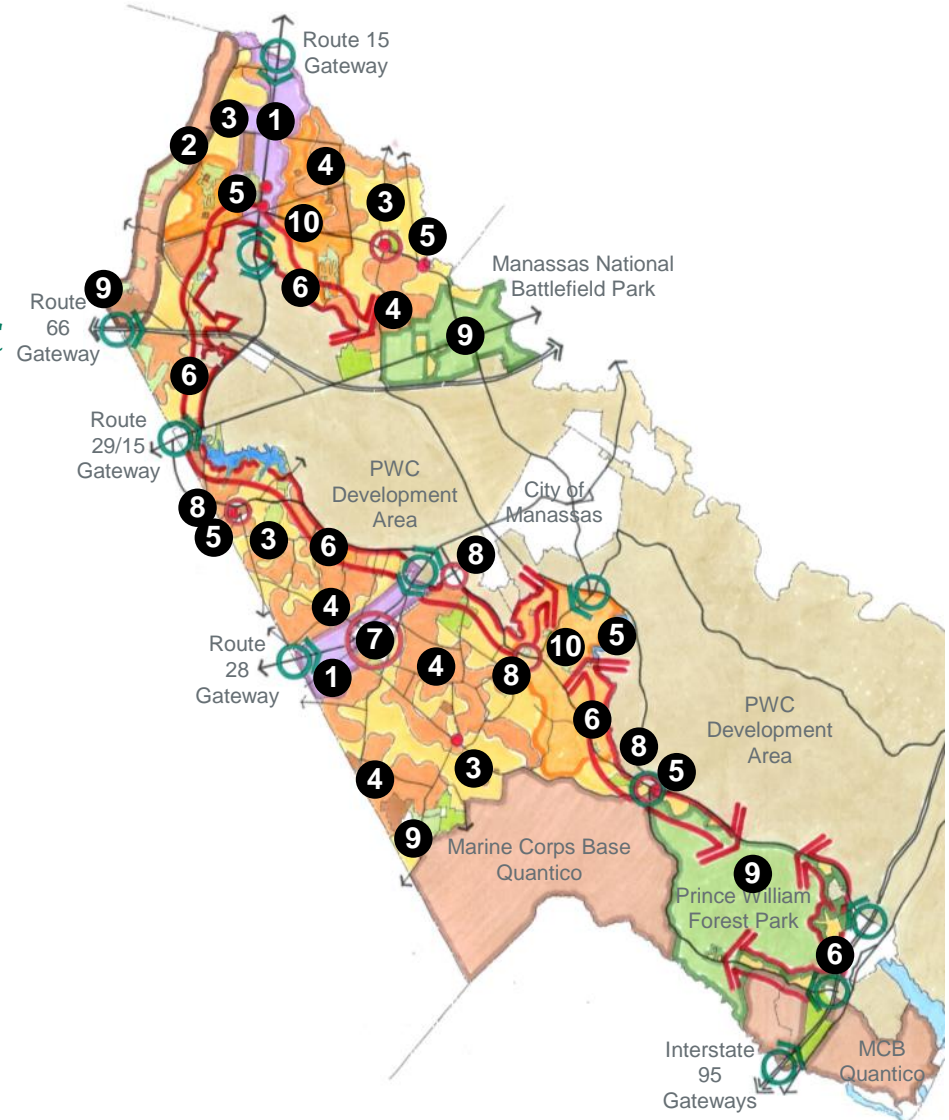 Route 15
Gateway
3
1
2
4
5
3
10
5
9
6
4
Manassas National
Battlefield Park
9
Route
66
Gateway
6
Route
29/15
Gateway
PWC
Development
Area
City of
Manassas
8
5
3
6
8
4
7
10
5
Route
28
Gateway
1
4
8
6
PWC
Development
Area
4
3
8
5
9
Marine Corps Base
Quantico
9
Prince William
Forest Park
6
Interstate
95
Gateways
MCB
Quantico